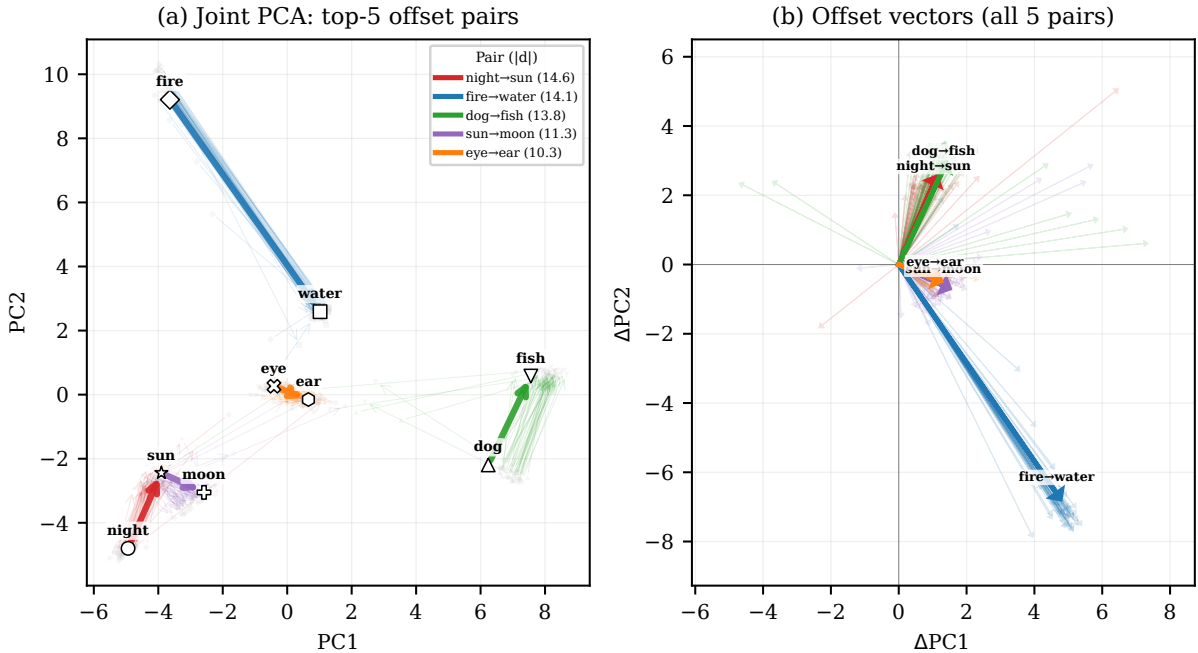 (a) Joint PCA: top-5 offset pairs
(b) Offset vectors (all 5 pairs)
Pair (|d|)
night→sun (14.6)
fire→water (14.1)
dog→fish (13.8)
sun→moon (11.3)
eye→ear (10.3)
fire
water
eye
ear
fish
dog
sun
moon
night
10
8
6
4
2
0
−2
−4
PC2
−6
−4
−2
0
2
4
6
8
PC1
dog→fish
night→sun
eye→ear
sun→moon
fire→water
6
4
2
0
−2
−4
−6
−8
ΔPC2
−6
−4
−2
0
2
4
6
8
ΔPC1